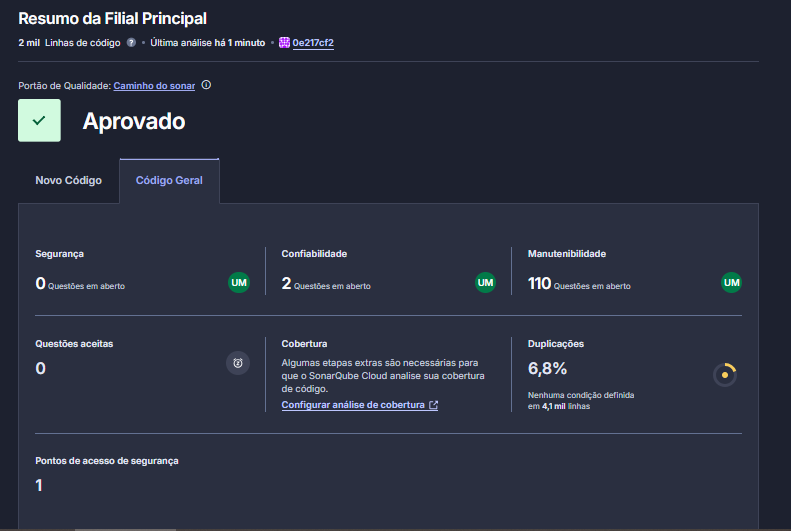 Resumo da Filial Principal
2 mil Linhas de código ? • Última análise há 1 minuto • 0e217cf2
Portão de Qualidade: Caminho do sonar
Aprovado
Novo Código
Código Geral
Segurança
0 Questões em aberto
UM
Confiabilidade
2 Questões em aberto
UM
Manutenibilidade
110 Questões em aberto
UM
Questões aceitas
0
Cobertura
Algumas etapas extras são necessárias para
que o SonarQube Cloud analise sua cobertura
de código.
Configurar análise de cobertura
Duplicações
6,8%
Nenhuma condição definida
em 4,1 mil linhas
Pontos de acesso de segurança
1